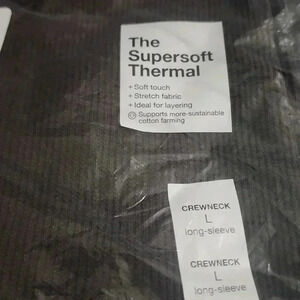 The
Supersoft
Thermal
+ Soft touch
+ Stretch fabric
+ Ideal for layering
Supports more-sustainable
cotton farming
CREWNECK
L
long-sleeve
CREWNECK
L
long-sleeve